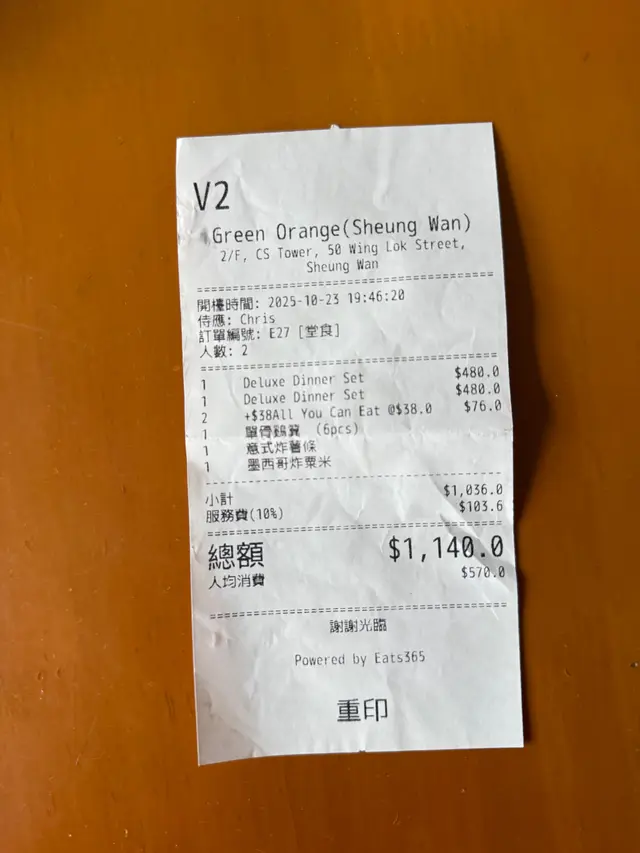 V2
Green Orange(Sheung Wan)
2/F, CS Tower, 50 Wing Lok Street,
Sheung Wan
開檯時間: 2025-10-23 19:46:20
侍應: Chris
訂單編號: E27 [堂食]
人數: 2
1 Deluxe Dinner Set $480.0
1 Deluxe Dinner Set $480.0
2 +$38All You Can Eat @$38.0 $76.0
1 單骨雞翼 (6pcs)
1 意式炸薯條
1 墨西哥炸粟米
小計 $1,036.0
服務費(10%) $103.6
總額 $1,140.0
人均消費 $570.0
謝謝光臨
Powered by Eats365
重印